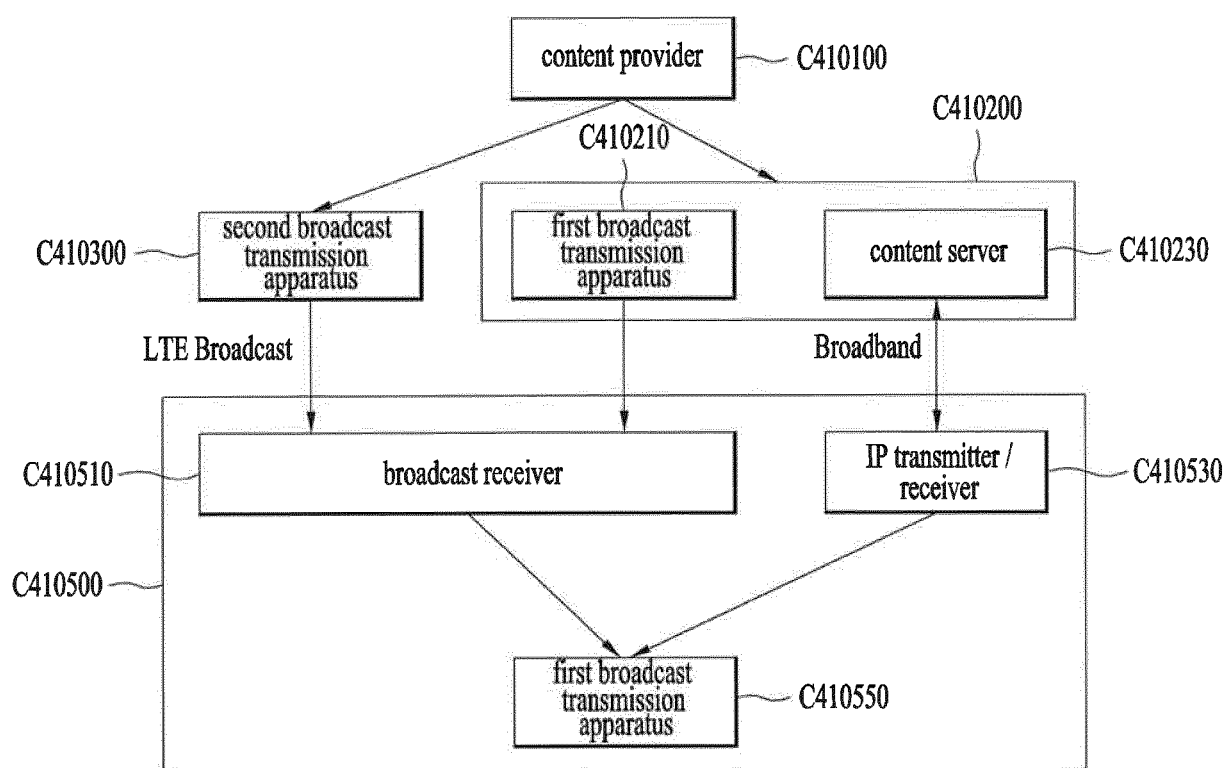 content provider
C410100
C410200
C410210
second broadcast
transmission
apparatus
C410300
first broadcast
transmission
apparatus
content server
C410230
LTE Broadcast
Broadband
C410510
broadcast receiver
IP transmitter /
receiver
C410530
C410500
first broadcast
transmission
apparatus
C410550